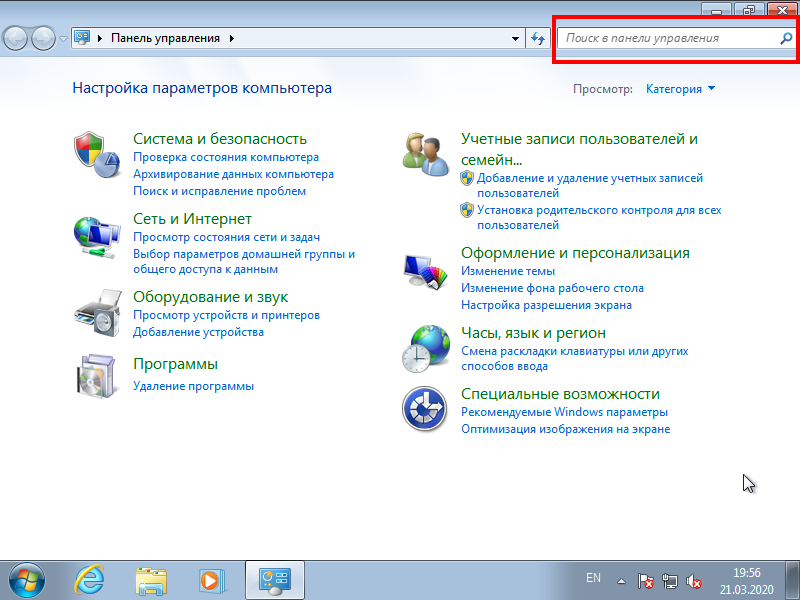 Панель управления
Поиск в панели управления
Настройка параметров компьютера
Просмотр:
Категория
Система и безопасность
Проверка состояния компьютера
Архивирование данных компьютера
Поиск и исправление проблем
Сеть и Интернет
Просмотр состояния сети и задач
Выбор параметров домашней группы и
общего доступа к данным
Оборудование и звук
Просмотр устройств и принтеров
Добавление устройства
Программы
Удаление программы
Учетные записи пользователей и
семейн...
Добавление и удаление учетных записей
пользователей
Установка родительского контроля для всех
пользователей
Оформление и персонализация
Изменение темы
Изменение фона рабочего стола
Настройка разрешения экрана
Часы, язык и регион
Смена раскладки клавиатуры или других
способов ввода
Специальные возможности
Рекомендуемые Windows параметры
Оптимизация изображения на экране
EN
19:56
21.03.2020